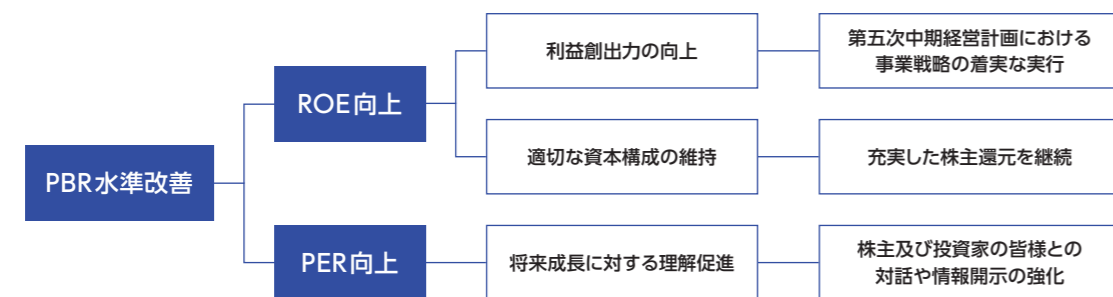 PBR水準改善
ROE向上
利益創出力の向上
第五次中期経営計画における
事業戦略の着実な実行
適切な資本構成の維持
充実した株主還元を継続
PER向上
将来成長に対する理解促進
株主及び投資家の皆様との
対話や情報開示の強化